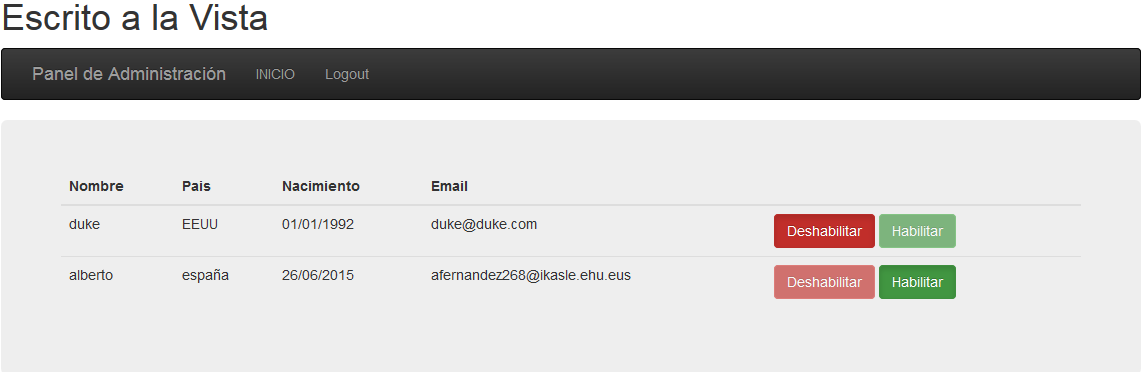 Escrito a la Vista
Panel de Administración INICIO Logout
Nombre Pais Nacimiento Email
duke EEUU 01/01/1992 duke@duke.com Deshabilitar Habilitar
alberto españa 26/06/2015 afernandez268@ikasle.ehu.eus Deshabilitar Habilitar